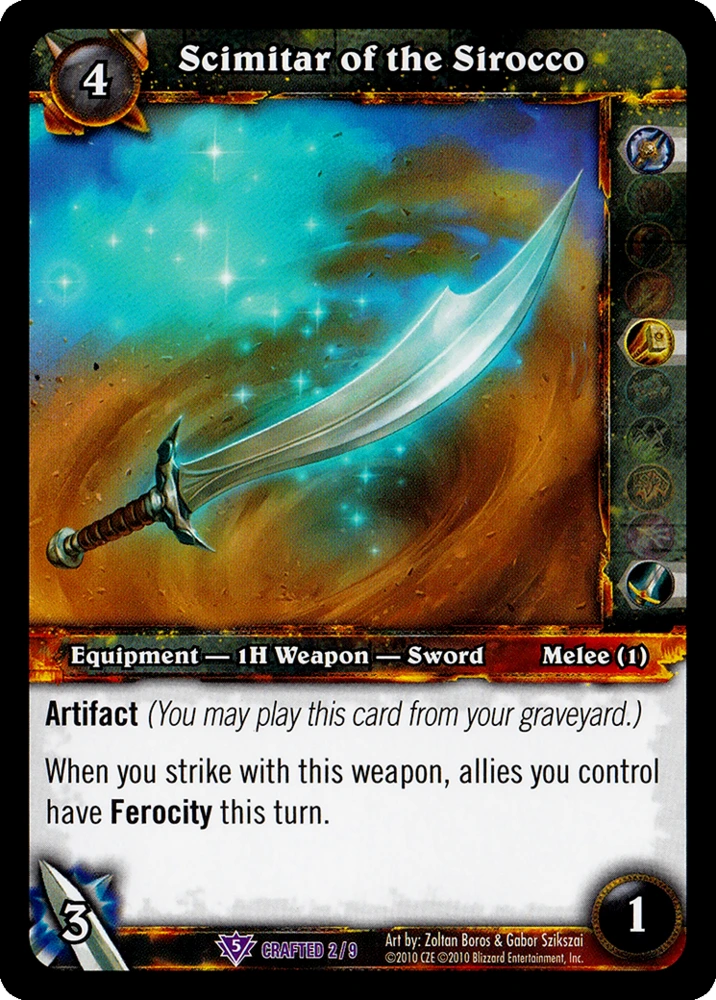 4
Scimitar of the Sirocco
Equipment — 1H Weapon — Sword Melee (1)
Artifact (You may play this card from your graveyard.)
When you strike with this weapon, allies you control
have Ferocity this turn.
3
5 CRAFTED 2/9
Art by: Zoltan Boros & Gabor Szikszai
©2010 CZE ©2010 Blizzard Entertainment, Inc.
1